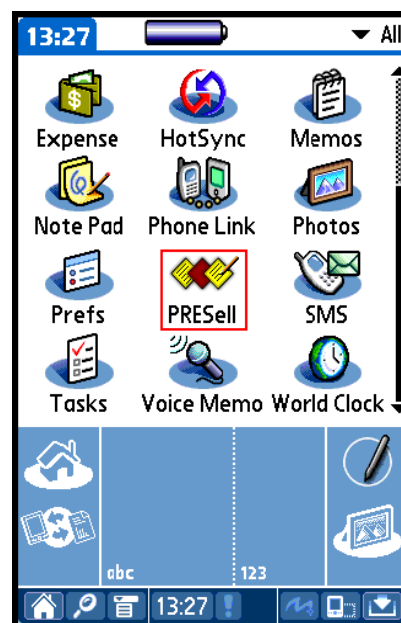 13:27
All
Expense HotSync Memos
Note Pad Phone Link Photos
Prefs PRESell SMS
Tasks Voice Memo World Clock
abc 123
13:27